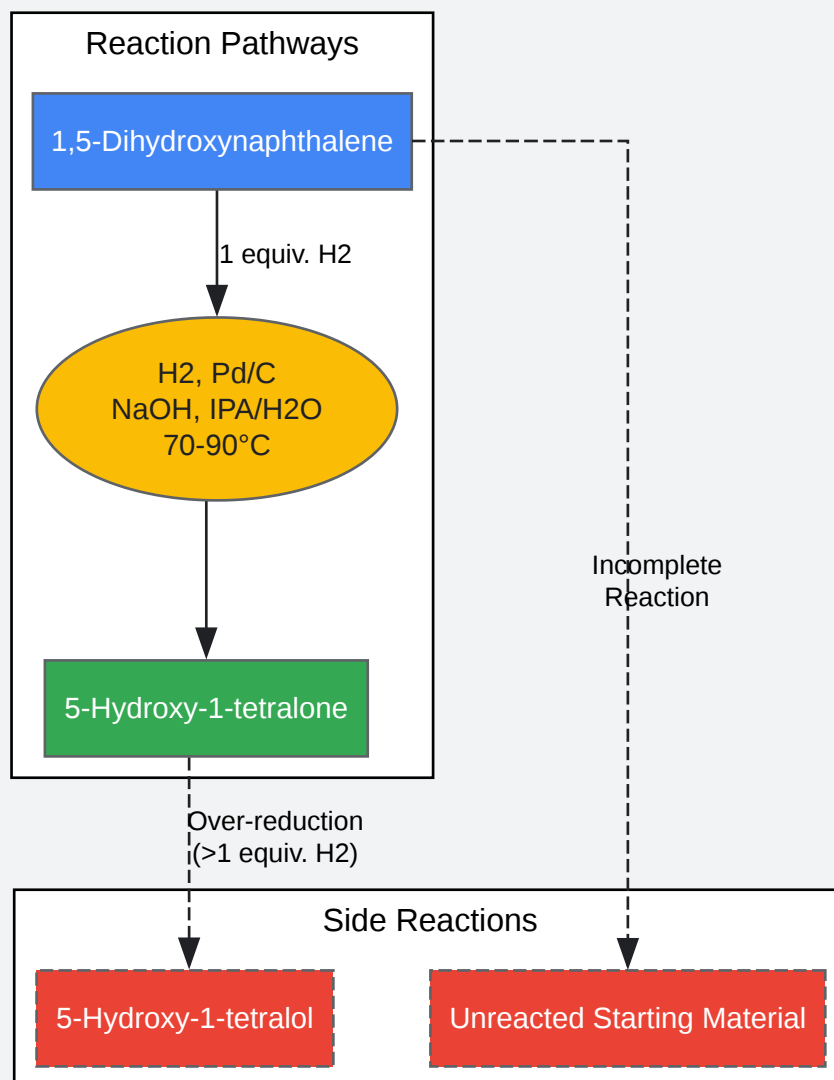 Reaction Pathways
1,5-Dihydroxynaphthalene
1 equiv. H2
H2, Pd/C
NaOH, IPA/H2O
70-90°C
Incomplete
Reaction
5-Hydroxy-1-tetralone
Over-reduction
(>1 equiv. H2)
Side Reactions
5-Hydroxy-1-tetralol
Unreacted Starting Material